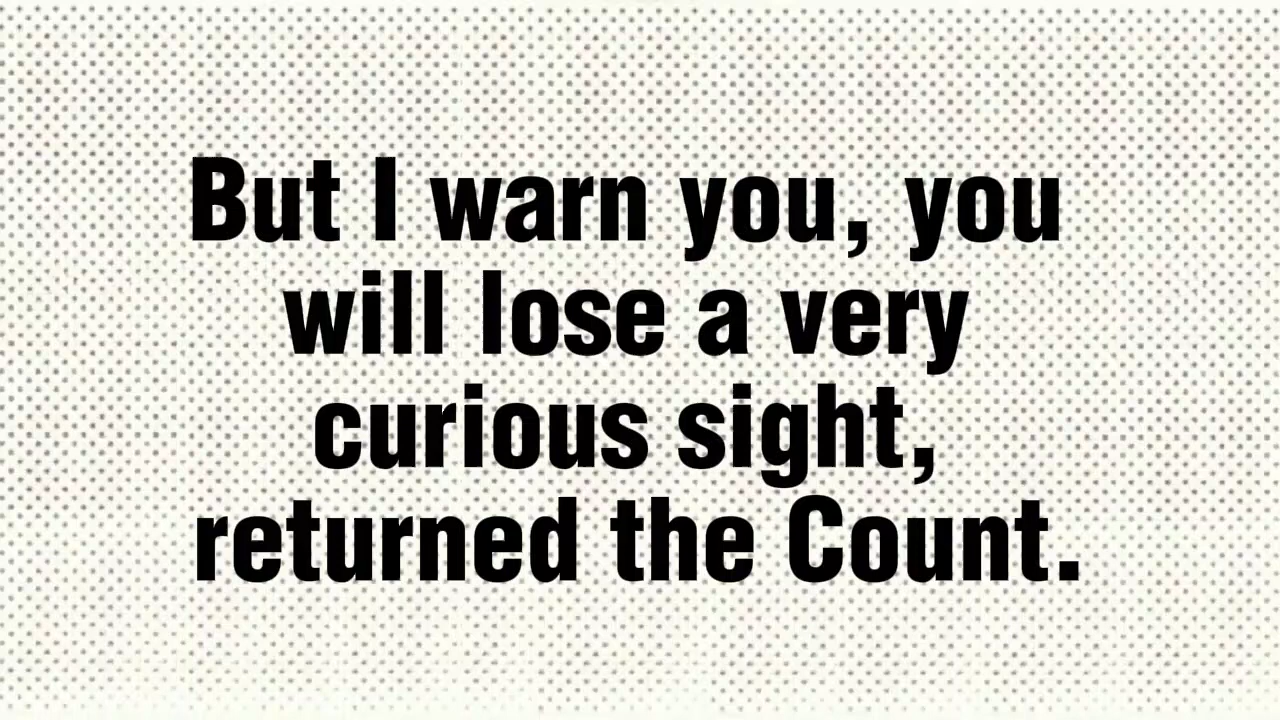 But I warn you, you
will lose a very
curious sight,
returned the Count.